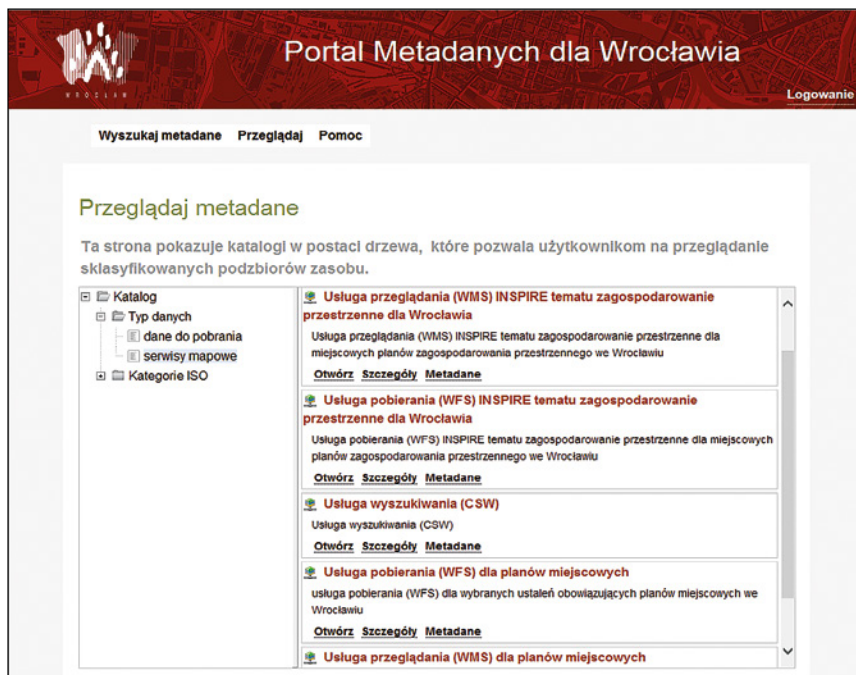 Portal Metadanych dla Wrocławia
WROCLAW
Logowanie
Wyszukaj metadane Przeglądaj Pomoc
Przeglądaj metadane
Ta strona pokazuje katalogi w postaci drzewa, które pozwala użytkownikom na przeglądanie
sklasyfikowanych podzbiorów zasobu.
Katalog
Typ danych
dane do pobrania
serwisy mapowe
Kategorie ISO
Usługa przeglądania (WMS) INSPIRE tematu zagospodarowanie
przestrzenne dla Wrocławia
Usługa przeglądania (WMS) INSPIRE tematu zagospodarowanie przestrzenne dla
miejscowych planów zagospodarowania przestrzennego we Wrocławiu
Otwórz Szczegóły Metadane
Usługa pobierania (WFS) INSPIRE tematu zagospodarowanie
przestrzenne dla Wrocławia
Usługa pobierania (WFS) INSPIRE tematu zagospodarowanie przestrzenne dla miejscowych
planów zagospodarowania przestrzennego we Wrocławiu
Otwórz Szczegóły Metadane
Usługa wyszukiwania (CSW)
Usługa wyszukiwania (CSW)
Otwórz Szczegóły Metadane
Usługa pobierania (WFS) dla planów miejscowych
usługa pobierania (WFS) dla wybranych ustaleń obowiązujących planów miejscowych we
Wrocławiu
Otwórz Szczegóły Metadane
Usługa przeglądania (WMS) dla planów miejscowych